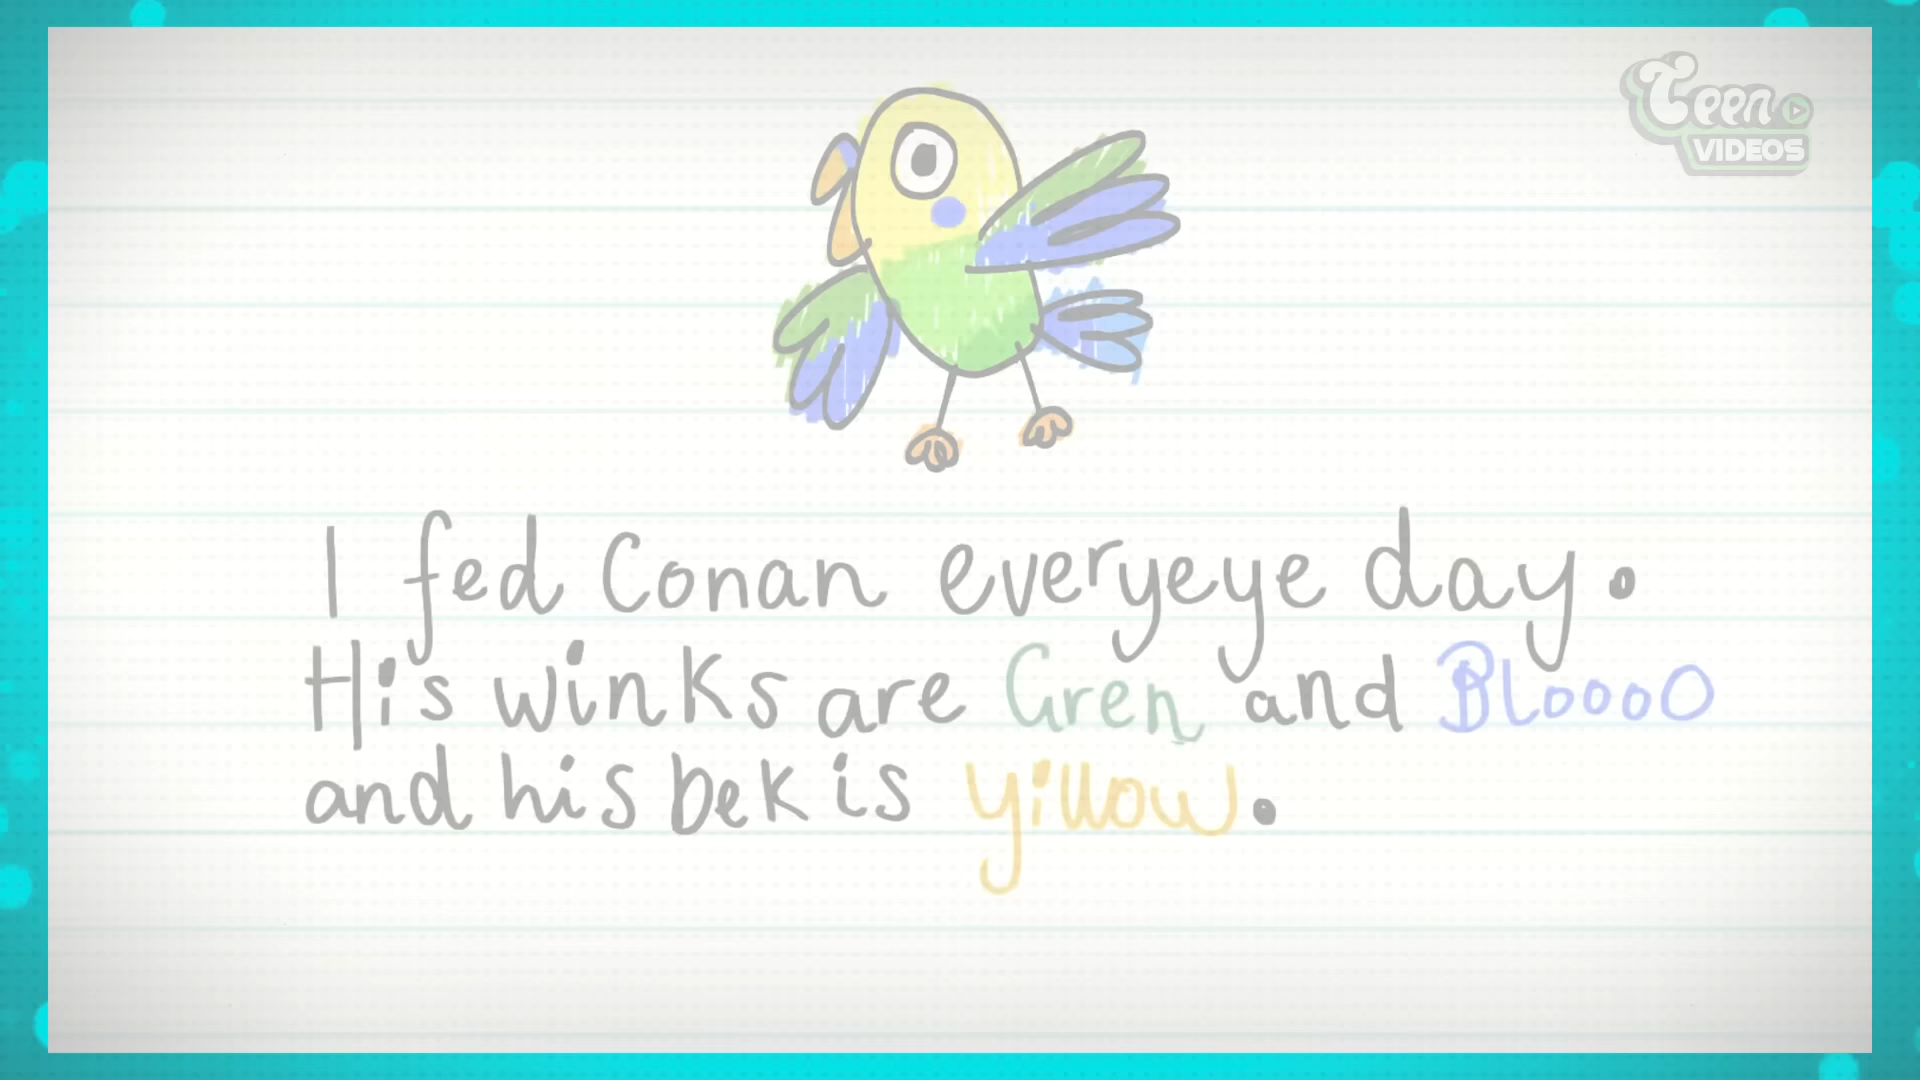 Teen
VIDEOS
I fed Conan everyeye day.
His winks are Gren and BLoooO
and his bek is yillow.